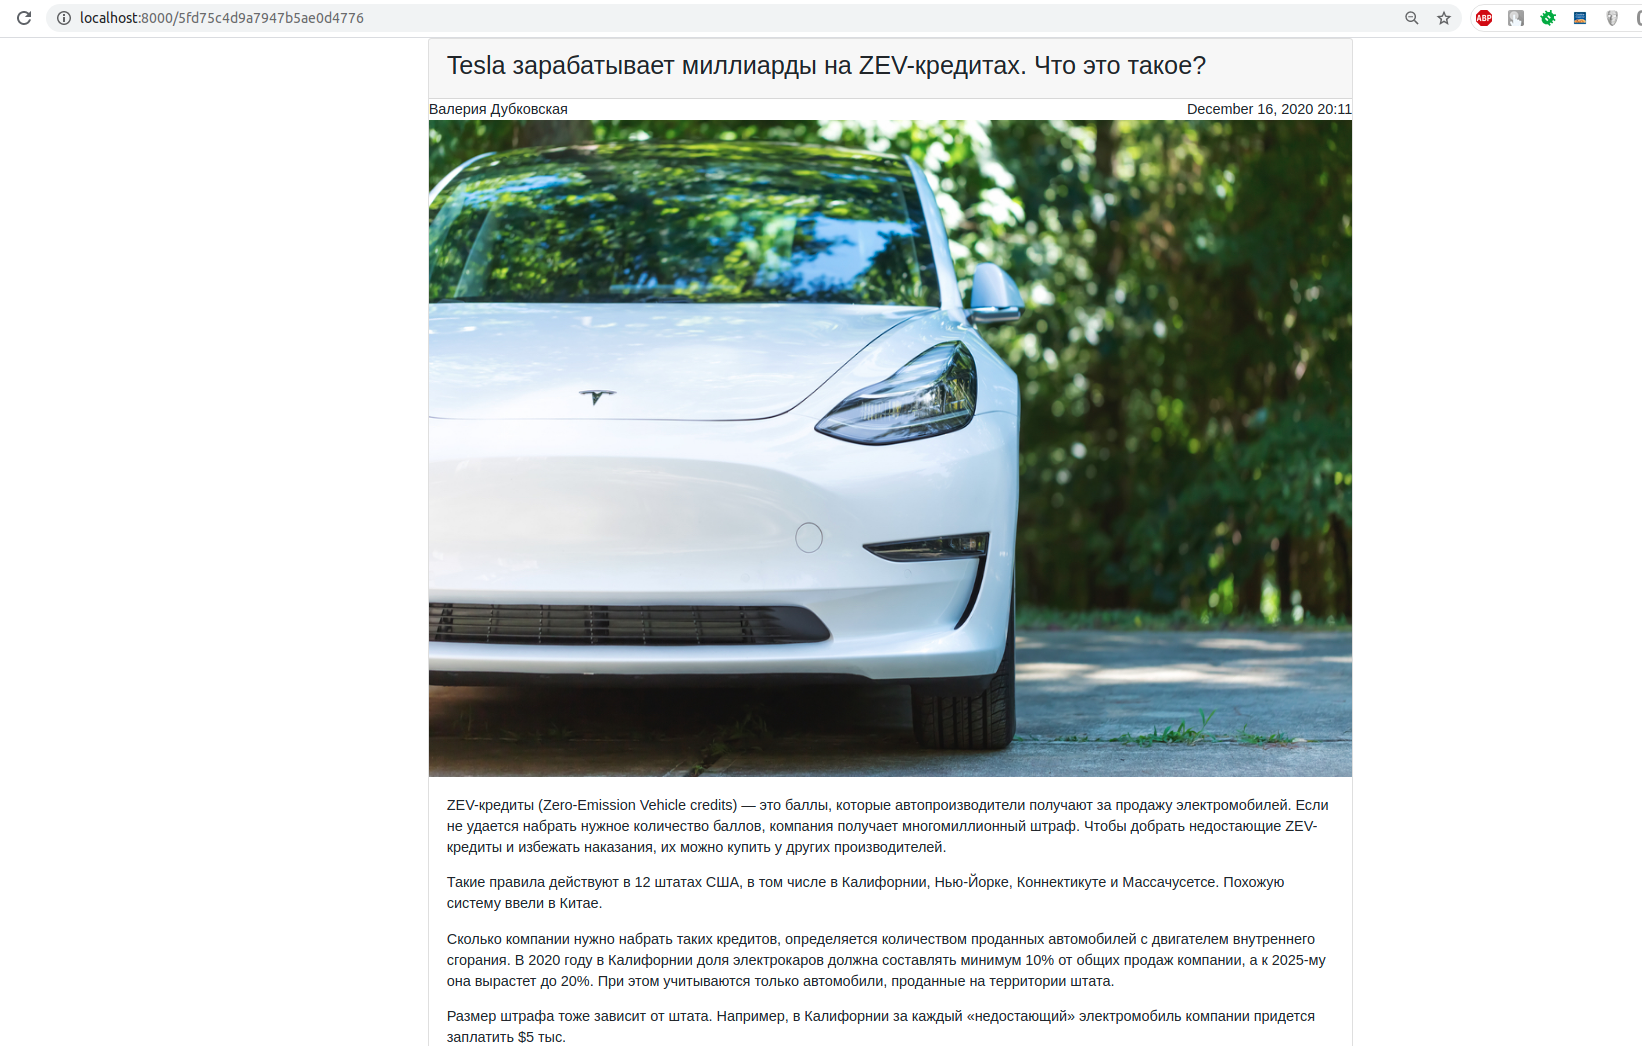 localhost:8000/5fd75c4d9a7947b5ae0d4776
ABP
Tesla зарабатывает миллиарды на ZEV-кредитах. Что это такое?
Валерия Дубковская
December 16, 2020 20:11
ZEV-кредиты (Zero-Emission Vehicle credits) — это баллы, которые автопроизводители получают за продажу электромобилей. Если
не удается набрать нужное количество баллов, компания получает многомиллионный штраф. Чтобы добрать недостающие ZEV-
кредиты и избежать наказания, их можно купить у других производителей.
Такие правила действуют в 12 штатах США, в том числе в Калифорнии, Нью-Йорке, Коннектикуте и Массачусетсе. Похожую
систему ввели в Китае.
Сколько компании нужно набрать таких кредитов, определяется количеством проданных автомобилей с двигателем внутреннего
сгорания. В 2020 году в Калифорнии доля электрокаров должна составлять минимум 10% от общих продаж компании, а к 2025-му
она вырастет до 20%. При этом учитываются только автомобили, проданные на территории штата.
Размер штрафа тоже зависит от штата. Например, в Калифорнии за каждый «недостающий» электромобиль компании придется
заплатить $5 тыс.